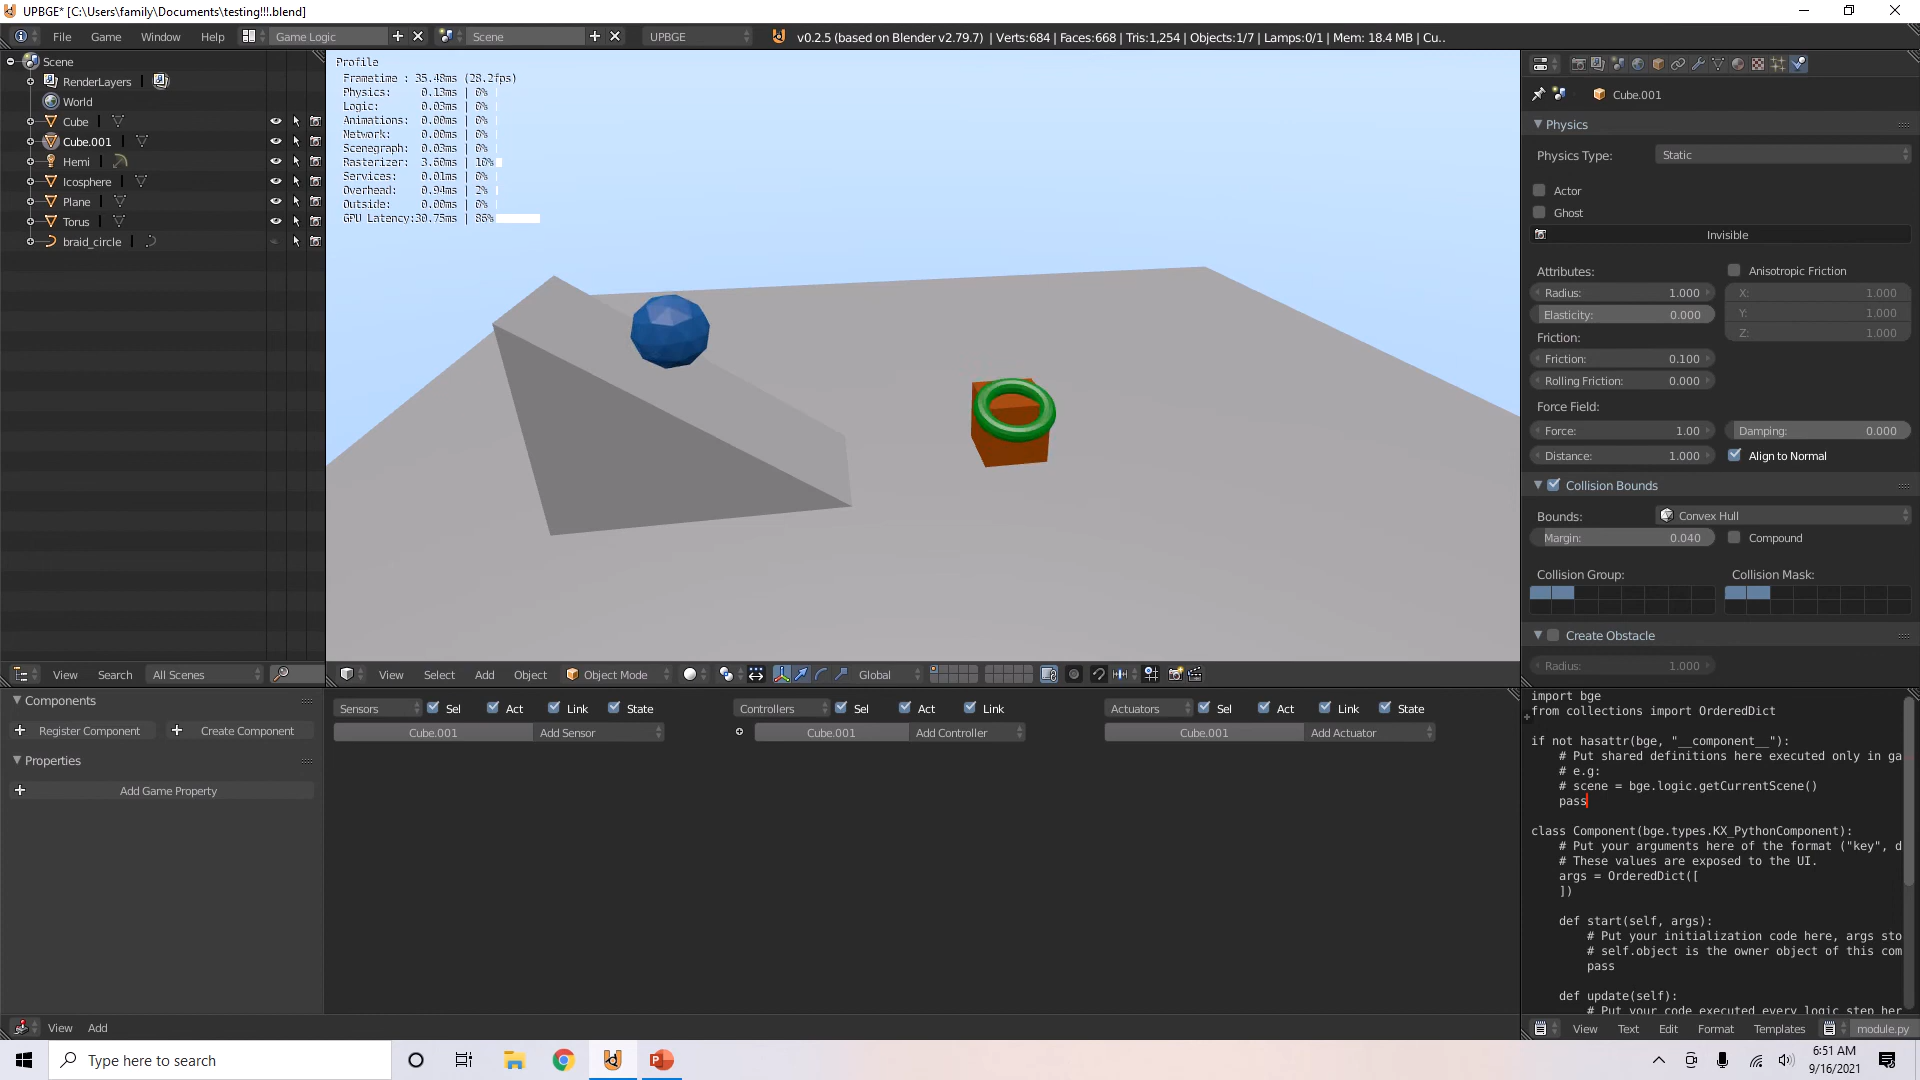 UPBGE* [C:\Users\family\Documents\testing!!!.blend]
File Game Window Help Game Logic Scene UPBGE v0.2.5 (based on Blender v2.79.7) | Verts:684 | Faces:668 | Tris:1,254 | Objects:1/7 | Lamps:0/1 | Mem: 18.4 MB | Cu..
Scene
RenderLayers
World
Cube
Cube.001
Hemi
Icosphere
Plane
Torus
braid_circle
View Search All Scenes
Profile
Frametime : 35.48ms (28.2fps)
Physics: 0.13ms | 0%
Logic: 0.03ms | 0%
Animations: 0.00ms | 0%
Network: 0.00ms | 0%
Scenegraph: 0.03ms | 0%
Rasterizer: 3.60ms | 10%
Services: 0.01ms | 0%
Overhead: 0.94ms | 2%
Outside: 0.00ms | 0%
GPU Latency:30.75ms | 86%
View Select Add Object Object Mode Global
Cube.001
Physics
Physics Type: Static
Actor
Ghost
Invisible
Attributes: Anisotropic Friction
Radius: 1.000 X: 1.000
Elasticity: 0.000 Y: 1.000
Friction: Z: 1.000
Friction: 0.100
Rolling Friction: 0.000
Force Field:
Force: 1.00 Damping: 0.000
Distance: 1.000 Align to Normal
Collision Bounds
Bounds: Convex Hull
Margin: 0.040 Compound
Collision Group: Collision Mask:
Create Obstacle
Radius: 1.000
Components
Register Component Create Component
Properties
Add Game Property
View Add
Sensors Sel Act Link State Controllers Sel Act Link Actuators Sel Act Link State
Cube.001 Add Sensor Cube.001 Add Controller Cube.001 Add Actuator
import bge
from collections import OrderedDict
if not hasattr(bge, "__component__"):
# Put shared definitions here executed only in ga
# e.g:
# scene = bge.logic.getCurrentScene()
pass
class Component(bge.types.KX_PythonComponent):
# Put your arguments here of the format ("key", d
# These values are exposed to the UI.
args = OrderedDict([
])
def start(self, args):
# Put your initialization code here, args sto
# self.object is the owner object of this com
pass
def update(self):
# Put your code executed every logic step her
View Text Edit Format Templates module.py
Type here to search
6:51 AM
9/16/2021